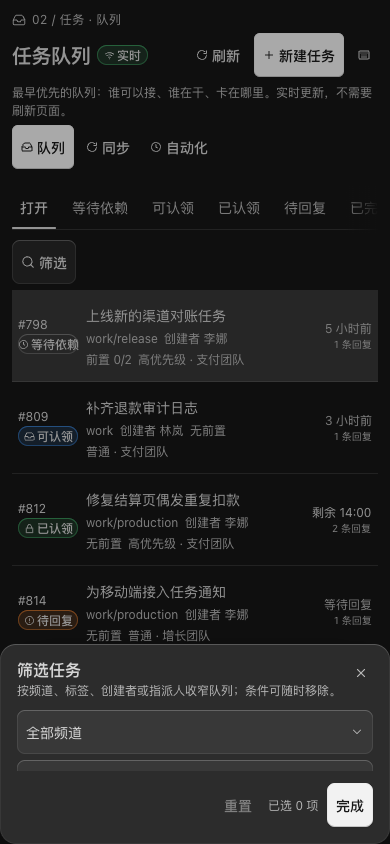 02 / 任务 · 队列
任务队列 实时 刷新 + 新建任务
最早优先的队列：谁可以接、谁在干、卡在哪里。实时更新，不需要
刷新页面。
队列 同步 自动化
打开 等待依赖 可认领 已认领 待回复 已完
筛选
上线新的渠道对账任务
#798 work/release 创建者 李娜 5 小时前
等待依赖 前置 0/2 高优先级 · 支付团队 1 条回复
补齐退款审计日志
#809 work 创建者 林岚 无前置 3 小时前
可认领 普通 · 支付团队 1 条回复
修复结算页偶发重复扣款
#812 work/production 创建者 李娜 剩余 14:00
已认领 无前置 高优先级 · 支付团队 2 条回复
为移动端接入任务通知
#814 work/production 创建者 李娜 等待回复
待回复 无前置 普通 · 增长团队 1 条回复
筛选任务
按频道、标签、创建者或指派人收窄队列；条件可随时移除。
全部频道
重置 已选 0 项 完成